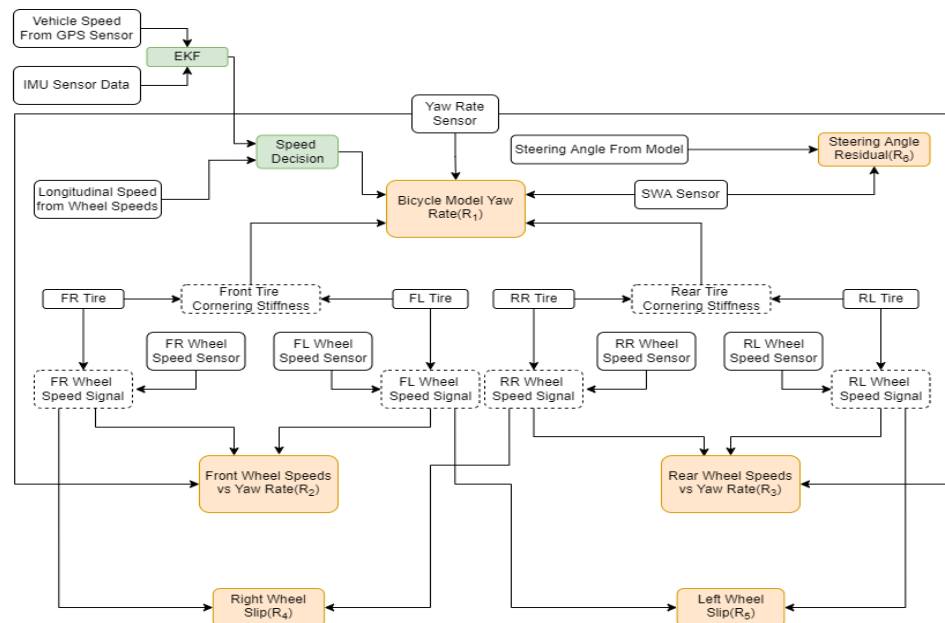 Vehicle Speed
From GPS Sensor
EKF
IMU Sensor Data
Yaw Rate
Sensor
Speed
Decision
Steering Angle From Model
Steering Angle
Residual(R6)
Longitudinal Speed
from Wheel Speeds
Bicycle Model Yaw
Rate(R1)
SWA Sensor
FR Tire
Front Tire
Cornering Stiffness
FL Tire
RR Tire
Rear Tire
Cornering Stiffness
RL Tire
FR Wheel
Speed Sensor
FL Wheel
Speed Sensor
RR Wheel
Speed Sensor
RL Wheel
Speed Sensor
FR Wheel
Speed Signal
FL Wheel
Speed Signal
RR Wheel
Speed Signal
RL Wheel
Speed Signal
Front Wheel Speeds
vs Yaw Rate(R2)
Rear Wheel Speeds
vs Yaw Rate(R3)
Right Wheel
Slip(R4)
Left Wheel
Slip(R5)